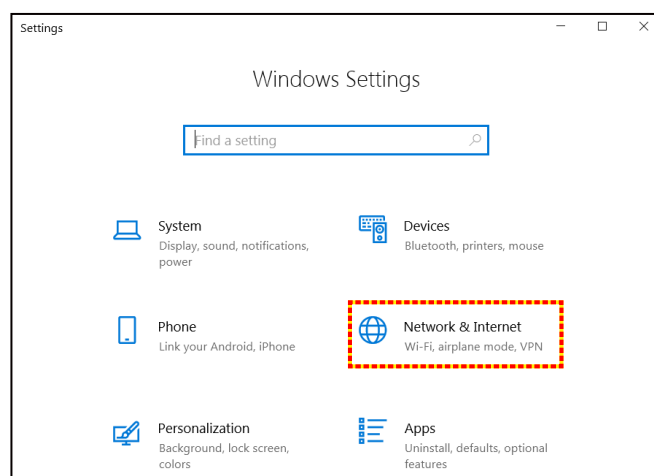 Settings
Windows Settings
Find a setting
System
Display, sound, notifications,
power
Devices
Bluetooth, printers, mouse
Phone
Link your Android, iPhone
Network & Internet
Wi-Fi, airplane mode, VPN
Personalization
Background, lock screen,
colors
Apps
Uninstall, defaults, optional
features